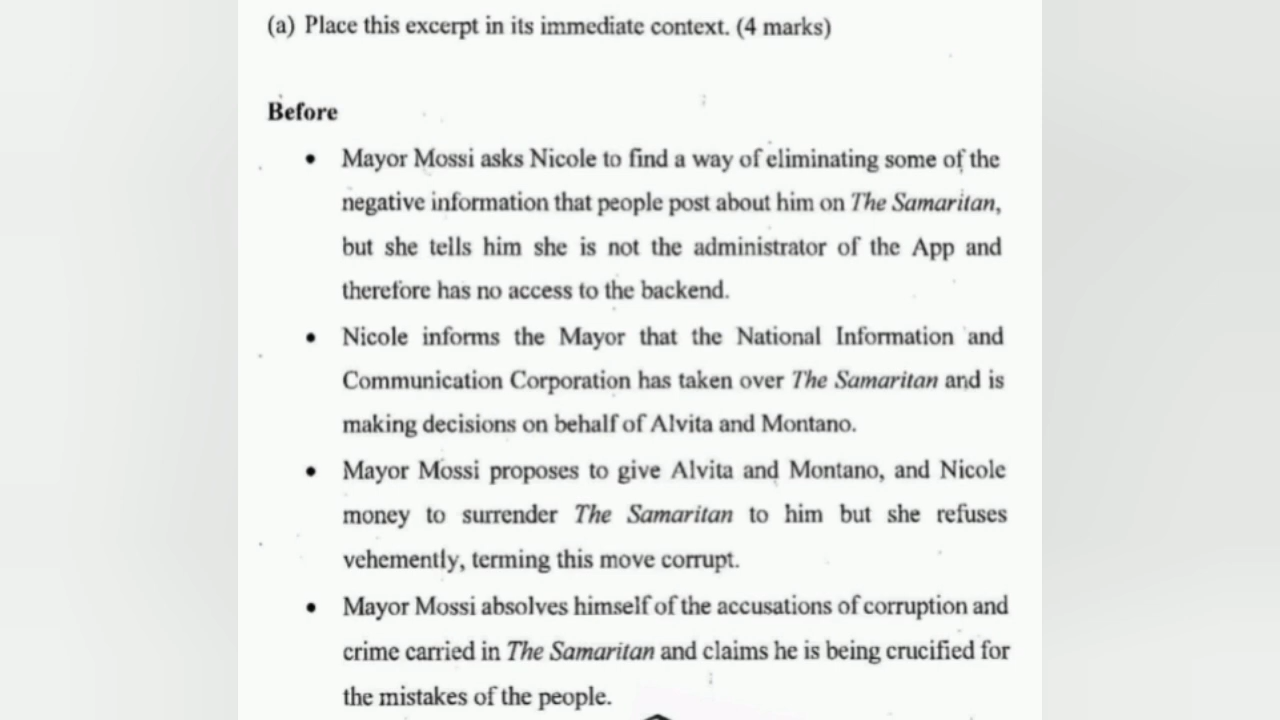 (a) Place this excerpt in its immediate context. (4 marks)
Before
• Mayor Mossi asks Nicole to find a way of eliminating some of the
negative information that people post about him on The Samaritan,
but she tells him she is not the administrator of the App and
therefore has no access to the backend.
• Nicole informs the Mayor that the National Information and
Communication Corporation has taken over The Samaritan and is
making decisions on behalf of Alvita and Montano.
• Mayor Mossi proposes to give Alvita and Montano, and Nicole
money to surrender The Samaritan to him but she refuses
vehemently, terming this move corrupt.
• Mayor Mossi absolves himself of the accusations of corruption and
crime carried in The Samaritan and claims he is being crucified for
the mistakes of the people.